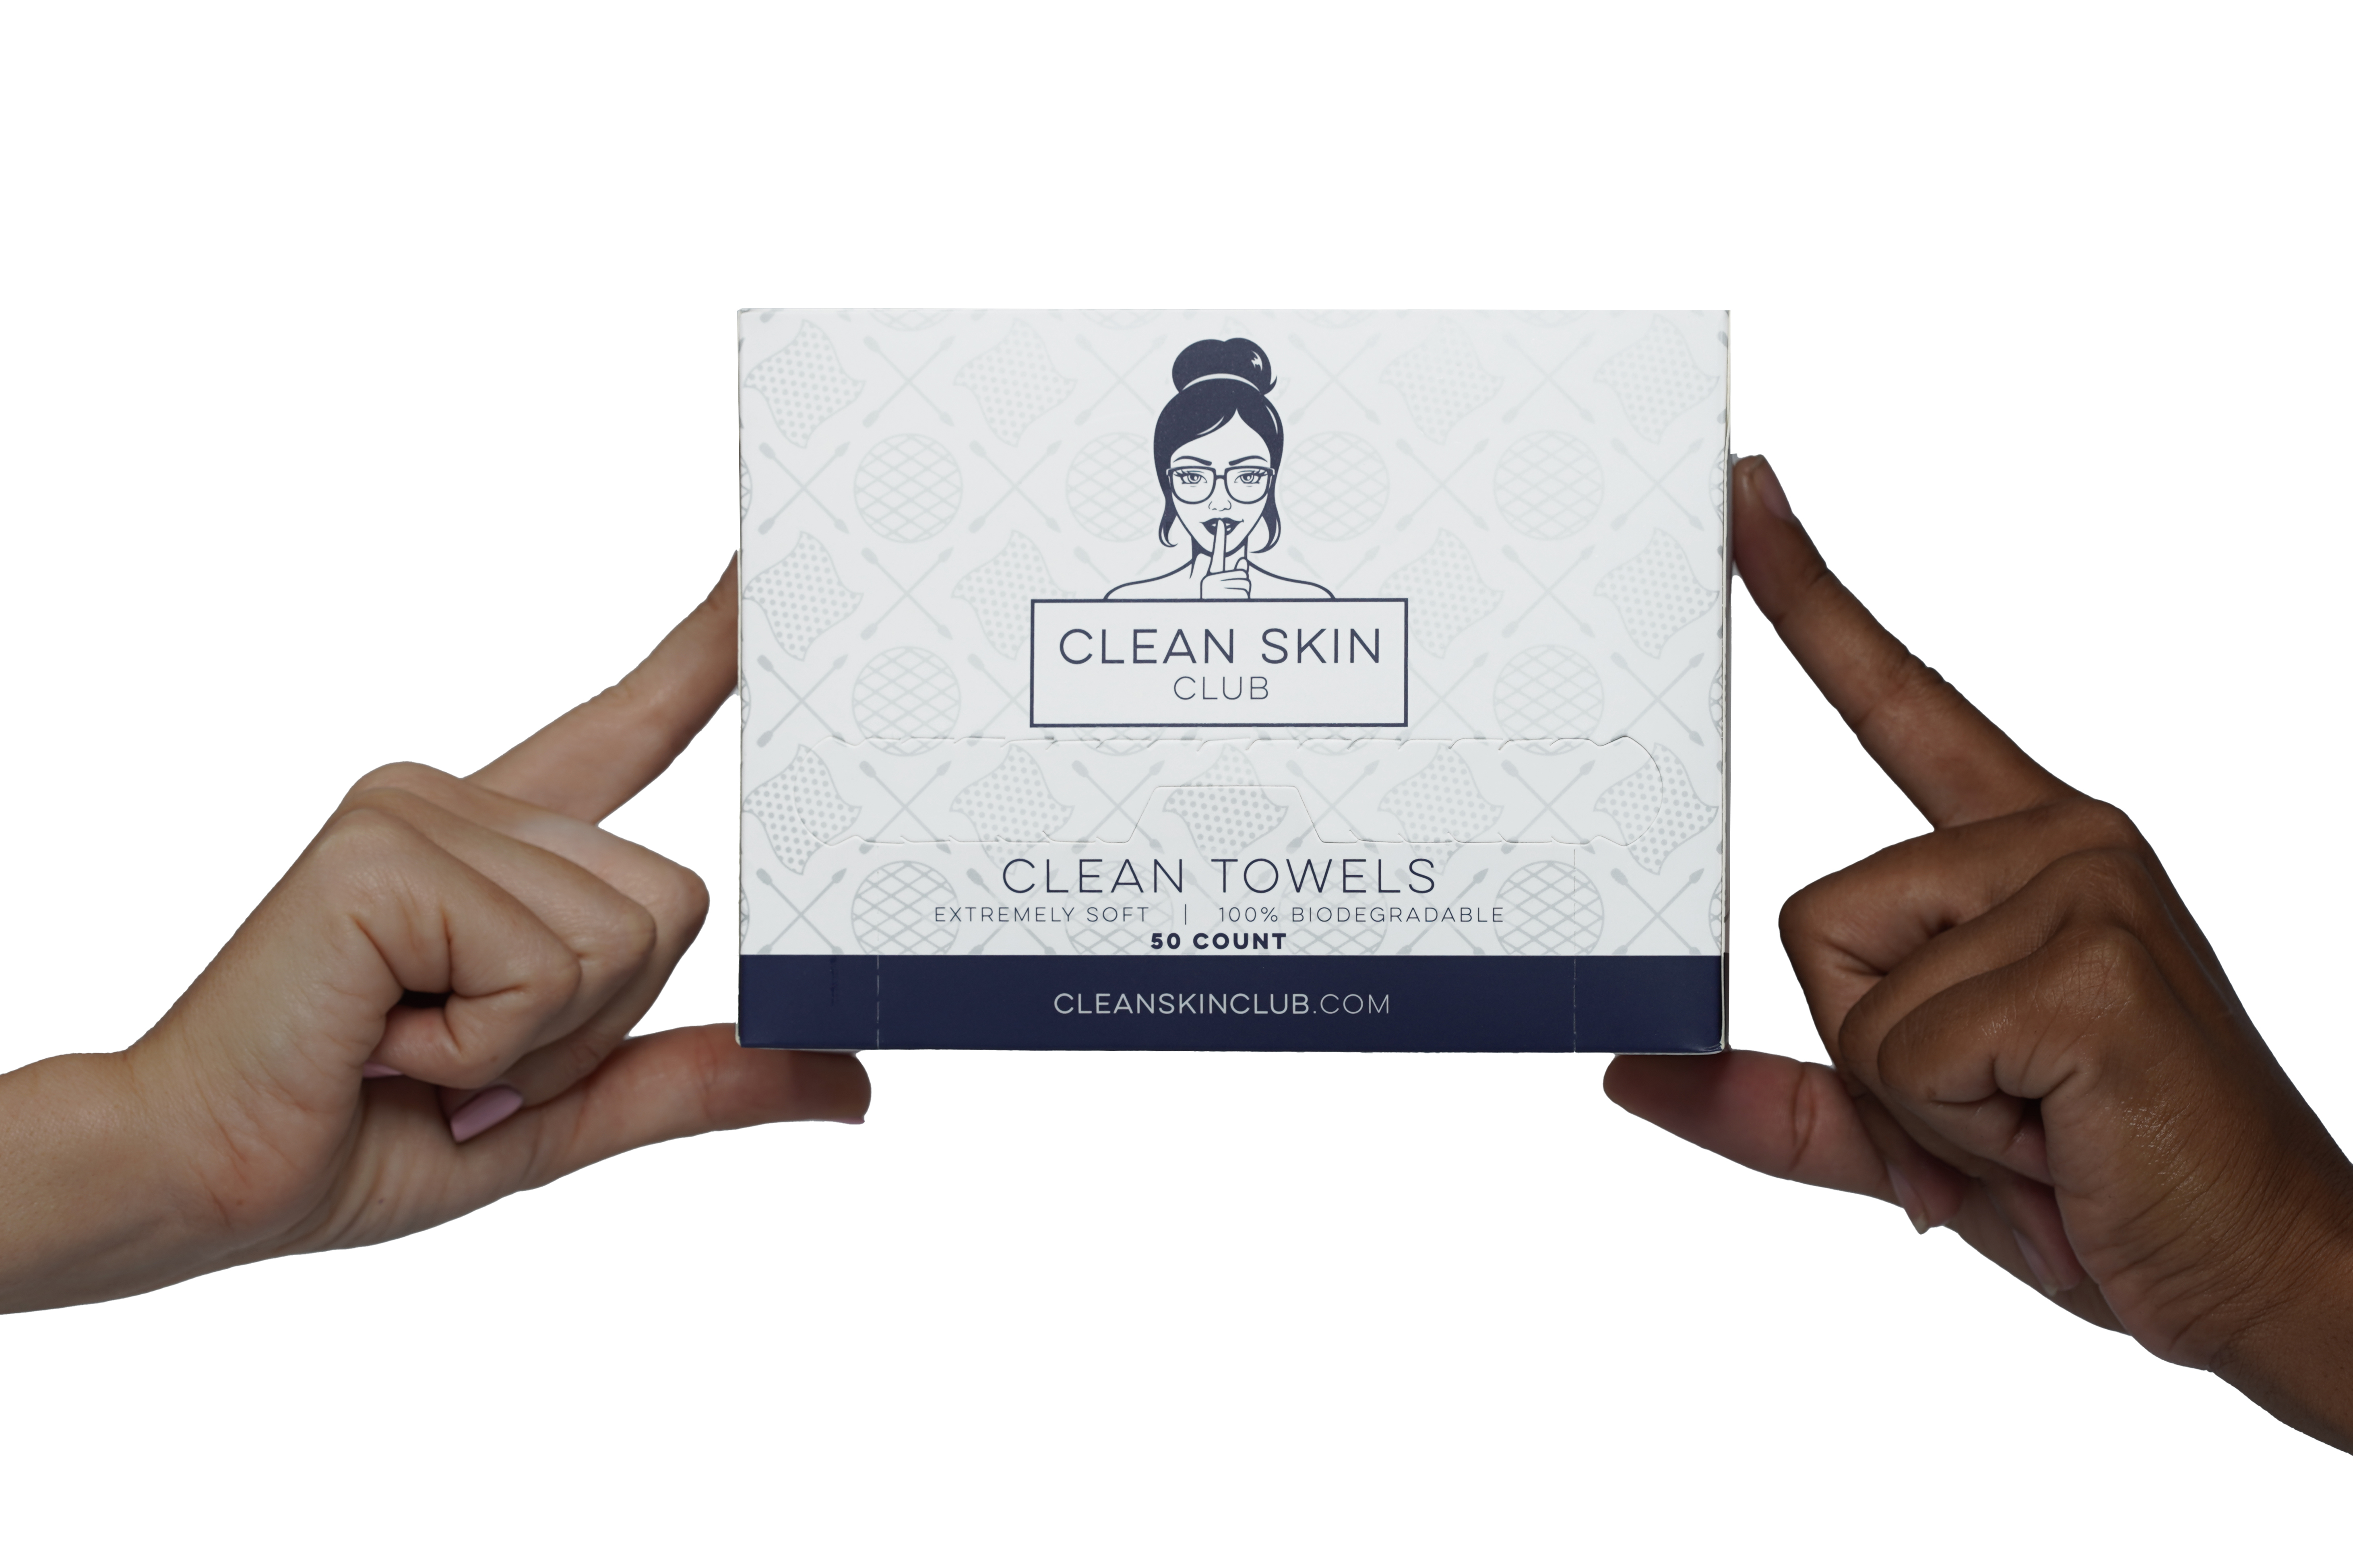 CLEAN SKIN
CLUB
CLEAN TOWELS
EXTREMELY SOFT | 100% BIODEGRADABLE
50 COUNT
CLEANSKINCLUB.COM